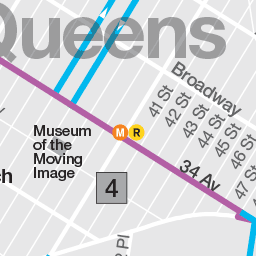 Queens
Broadway
41 St
42 St
43 St
44 St
45 St
46 St
47 St
Museum
of the
Moving
Image
M R
34 Av
ch
4
Pl